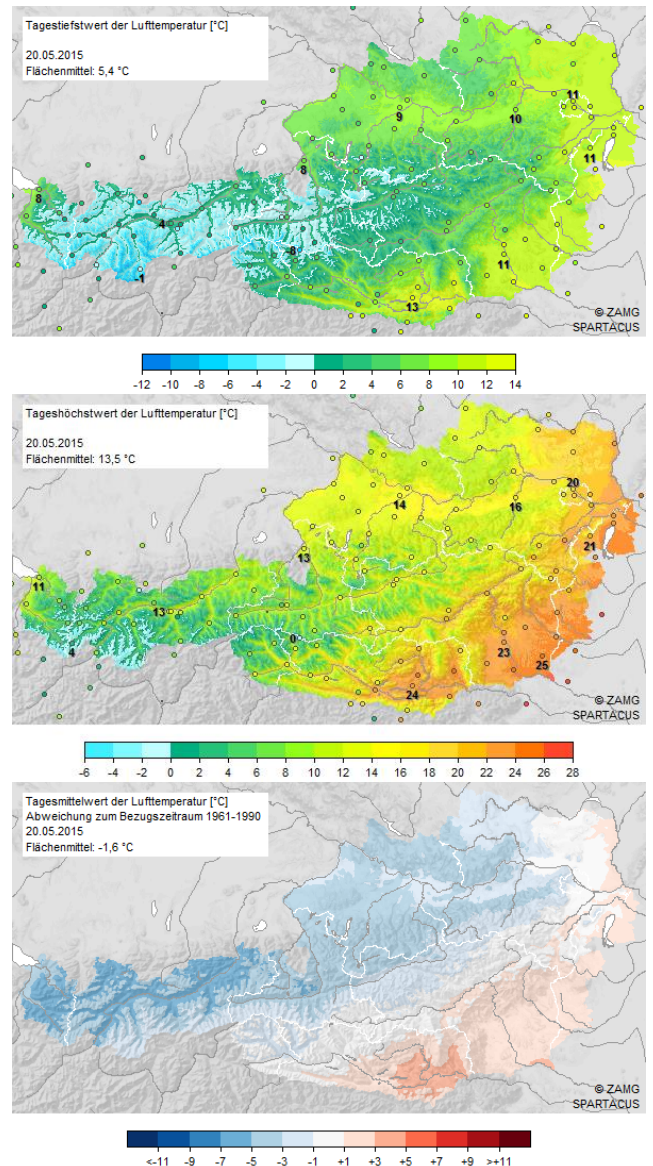 Tagestiefstwert der Lufttemperatur [°C]
20.05.2015
Flächenmittel: 5,4 °C
11
9
10
11
8
8
4
-8
-1
11
13
© ZAMG
SPARTACUS
-12 -10 -8 -6 -4 -2 0 2 4 6 8 10 12 14
Tageshöchstwert der Lufttemperatur [°C]
20.05.2015
Flächenmittel: 13,5 °C
20
14
16
21
13
11
13
0
4
23
25
24
© ZAMG
SPARTACUS
-6 -4 -2 0 2 4 6 8 10 12 14 16 18 20 22 24 26 28
Tagesmittelwert der Lufttemperatur [°C]
Abweichung zum Bezugszeitraum 1961-1990
20.05.2015
Flächenmittel: -1,6 °C
© ZAMG
SPARTACUS
<-11 -9 -7 -5 -3 -1 +1 +3 +5 +7 +9 >+11